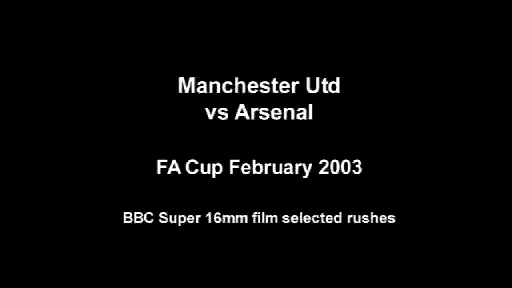 Manchester Utd
vs Arsenal
FA Cup February 2003
BBC Super 16mm film selected rushes